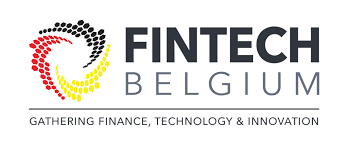 FINTECH
BELGIUM
GATHERING FINANCE, TECHNOLOGY & INNOVATION